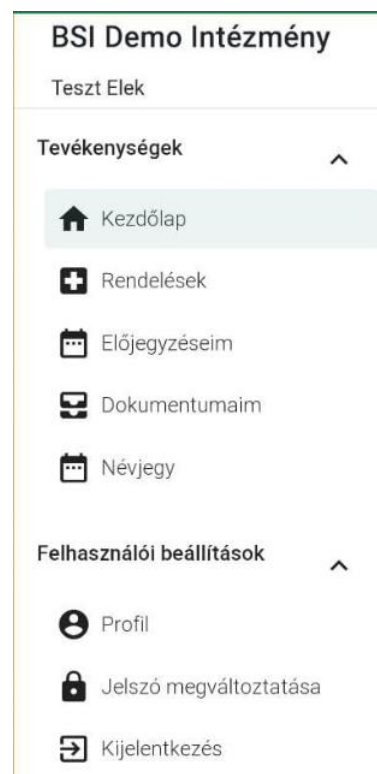 BSI Demo Intézmény
Teszt Elek
Tevékenységek
Kezdőlap
Rendelések
Előjegyzéseim
Dokumentumaim
Névjegy
Felhasználói beállítások
Profil
Jelszó megváltoztatása
Kijelentkezés